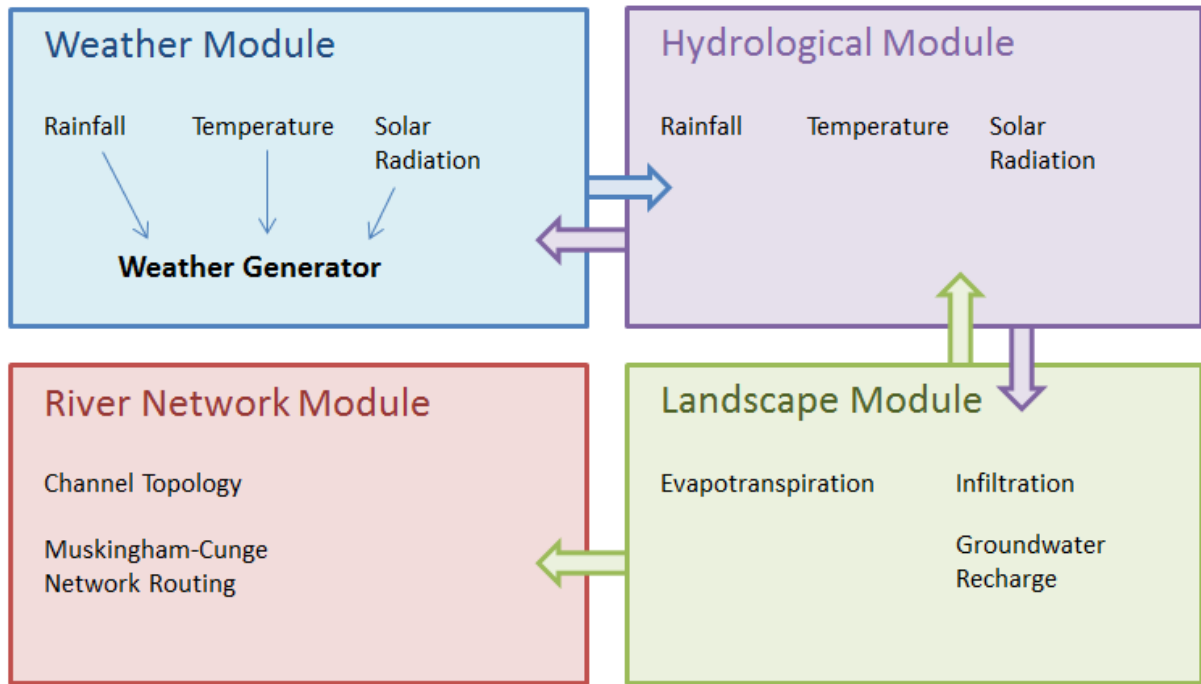 Weather Module
Rainfall
Temperature
Solar
Radiation
Weather Generator
Hydrological Module
Rainfall
Temperature
Solar
Radiation
River Network Module
Channel Topology
Muskingham-Cunge
Network Routing
Landscape Module
Evapotranspiration
Infiltration
Groundwater
Recharge